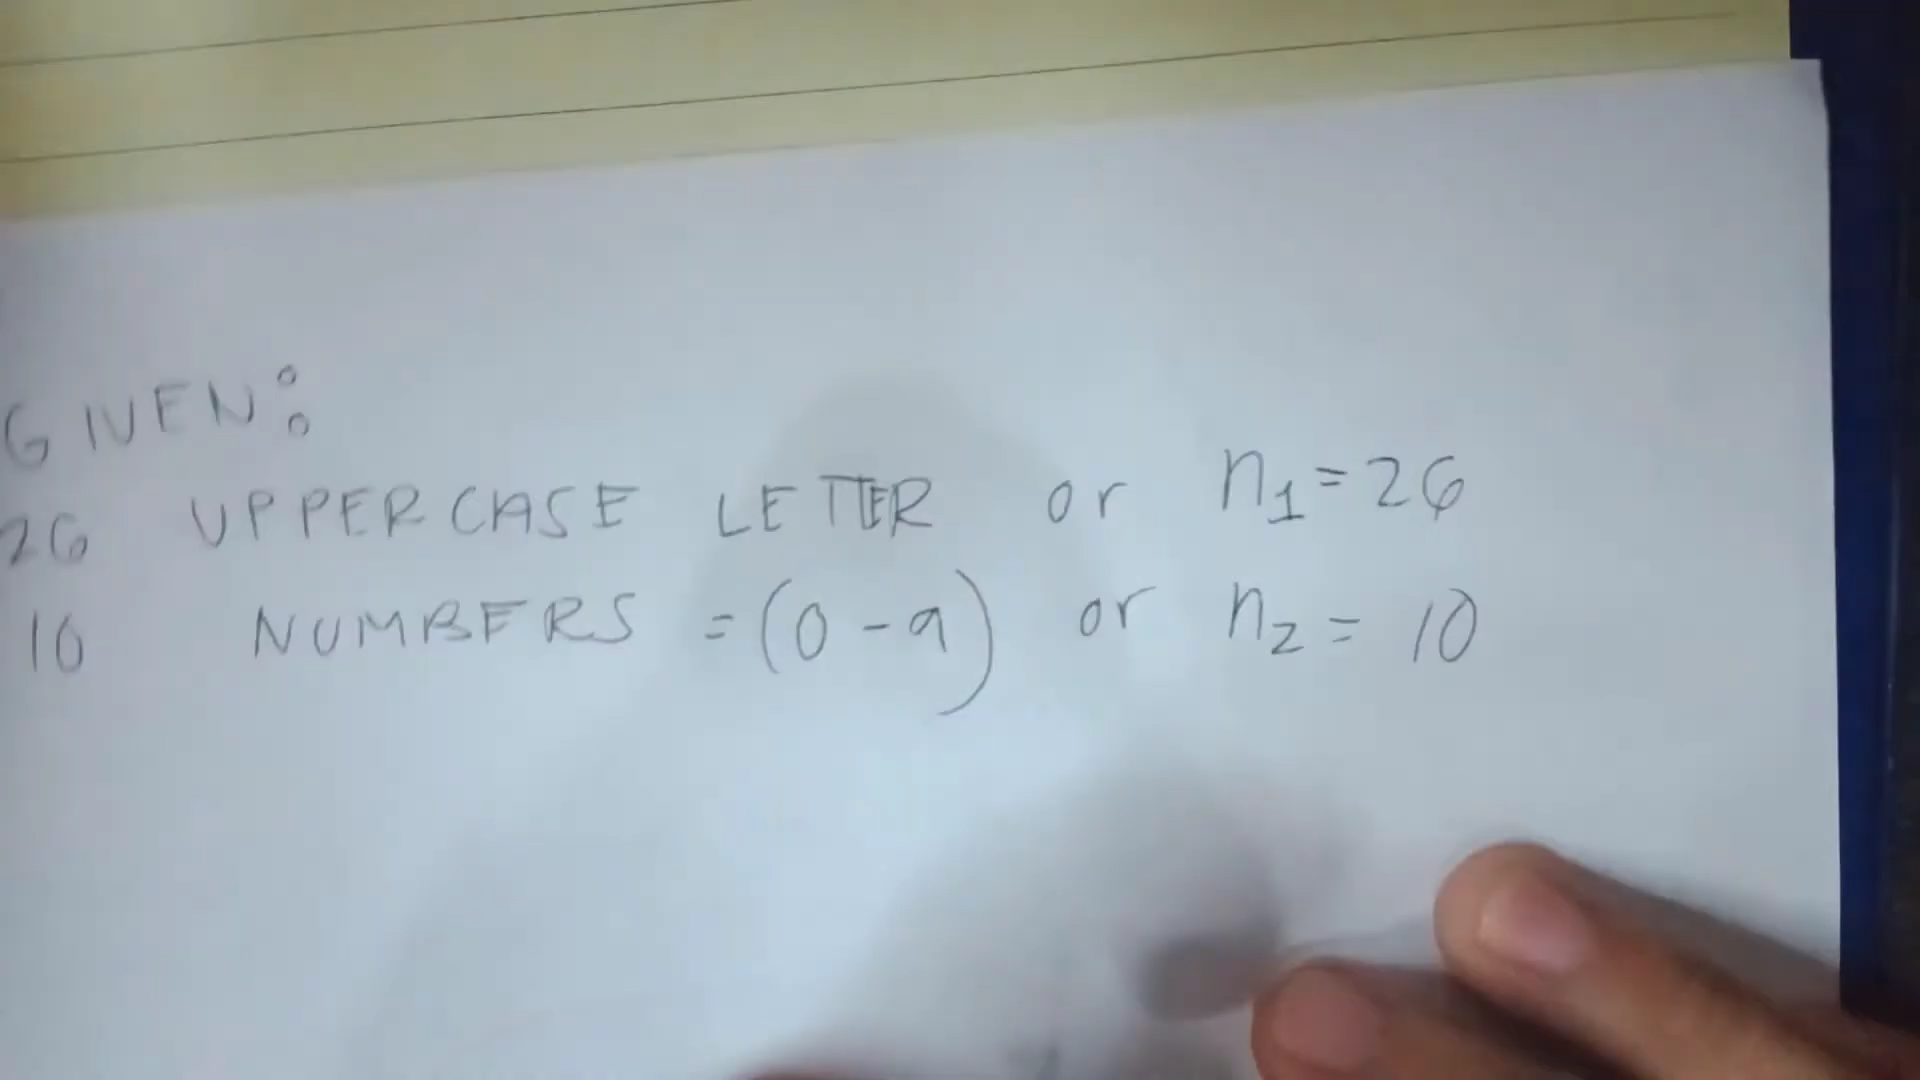 GIVEN:
26 UPPERCASE LETTER or n₁ = 26
10 NUMBERS = (0 - 9) or n₂ = 10